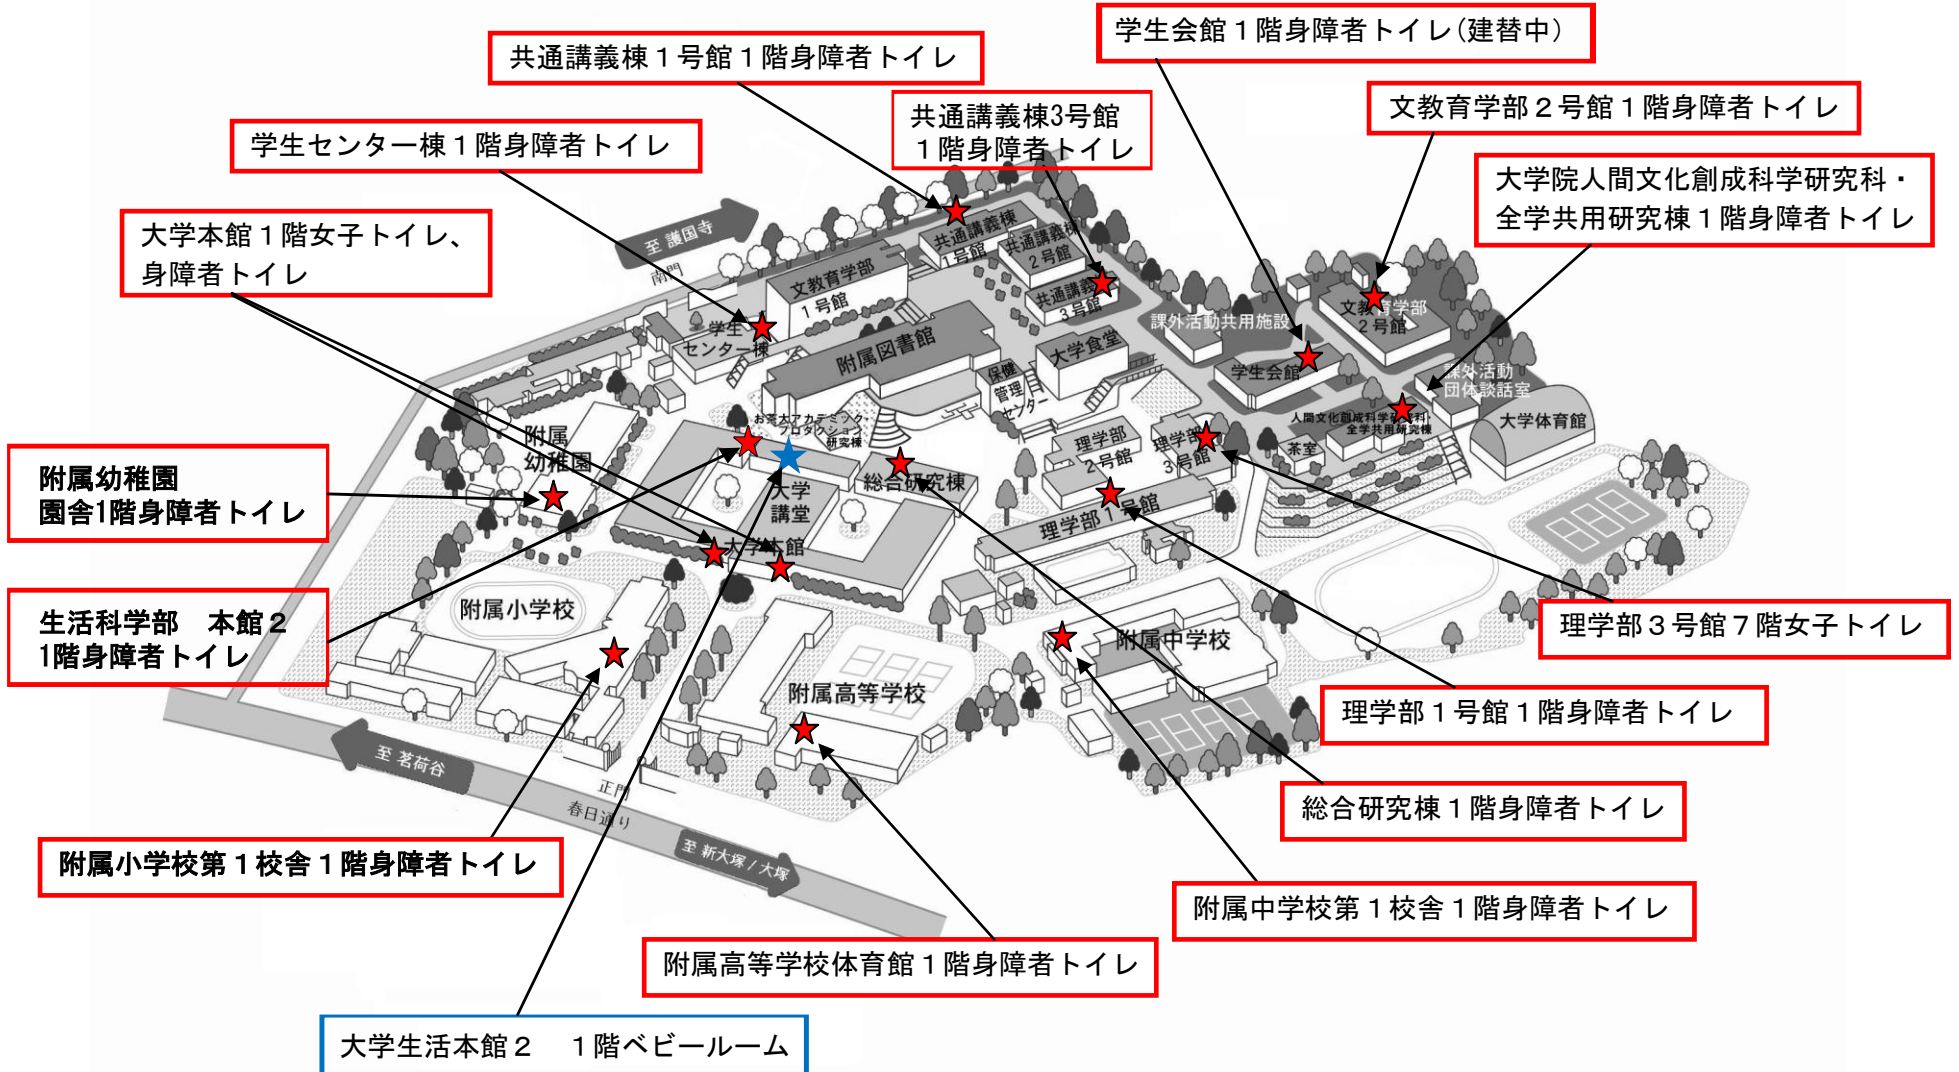 学生会館１階身障者トイレ(建替中)
共通講義棟１号館１階身障者トイレ
共通講義棟3号館
１階身障者トイレ
文教育学部２号館１階身障者トイレ
学生センター棟１階身障者トイレ
大学院人間文化創成科学研究科・
全学共用研究棟１階身障者トイレ
大学本館１階女子トイレ、
身障者トイレ
至 護国寺
南門
共通講義棟
1号館
共通講義棟
2号館
共通講義
3号館
文教育学部
1号館
学生
センター棟
附属図書館
大学食堂
保健
管理
センター
課外活動共用施設
学生会館
文教育学部
2号館
課外活動
団体談話室
大学体育館
人間文化創成科学研究科・
全学共用研究棟
茶室
お茶大アカデミック
プロダクション
研究棟
附属
幼稚園
理学部
2号館
理学部
3号館
総合研究棟
大学
講堂
理学部1号館
大学本館
附属幼稚園
園舎1階身障者トイレ
生活科学部　本館２
1階身障者トイレ
附属小学校
附属中学校
附属高等学校
理学部３号館７階女子トイレ
理学部１号館１階身障者トイレ
至 茗荷谷
正門
春日通り
至 新大塚 / 大塚
総合研究棟１階身障者トイレ
附属小学校第１校舎１階身障者トイレ
附属中学校第１校舎１階身障者トイレ
附属高等学校体育館１階身障者トイレ
大学生活本館２　１階ベビールーム